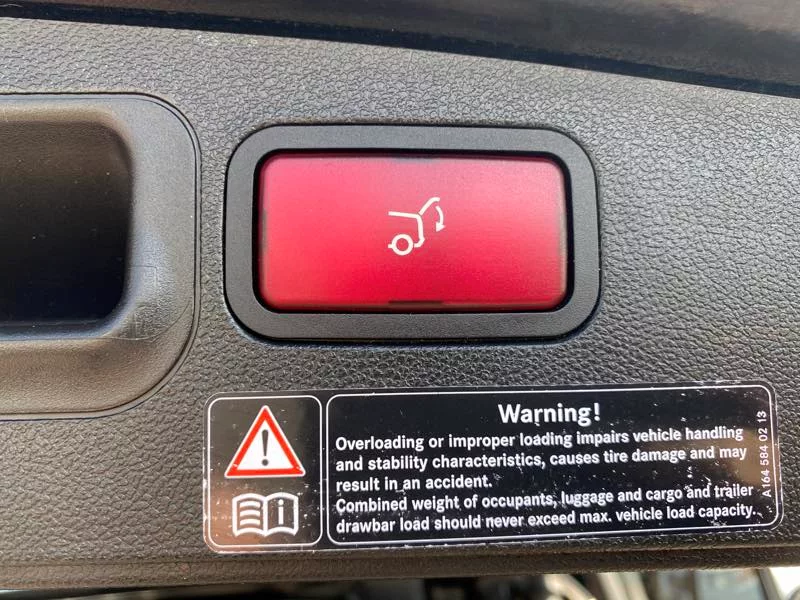 Warning!
Overloading or improper loading impairs vehicle handling
and stability characteristics, causes tire damage and may
result in an accident.
Combined weight of occupants, luggage and cargo and trailer
drawbar load should never exceed max. vehicle load capacity.
A 164 584 02 13